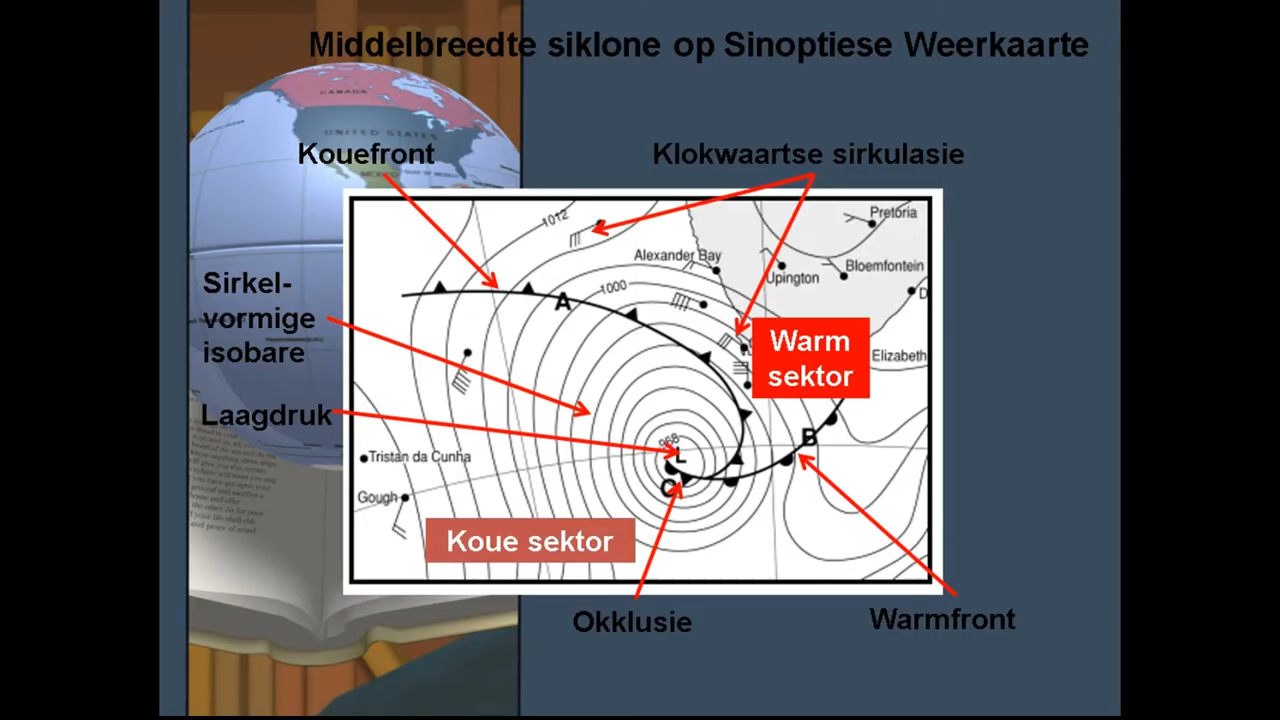 Middelbreedte siklone op Sinoptiese Weerkaarte
CANADA
UNITED STATES
MEXICO
Kouefront
Klokwaartse sirkulasie
1012
Pretoria
Alexander Bay
Upington
Bloemfontein
D
1000
A
Sirkel-
vormige
isobare
Warm
sektor
Elizabeth
Laagdruk
968
L
B
Tristan da Cunha
C
Gough
Koue sektor
Okklusie
Warmfront